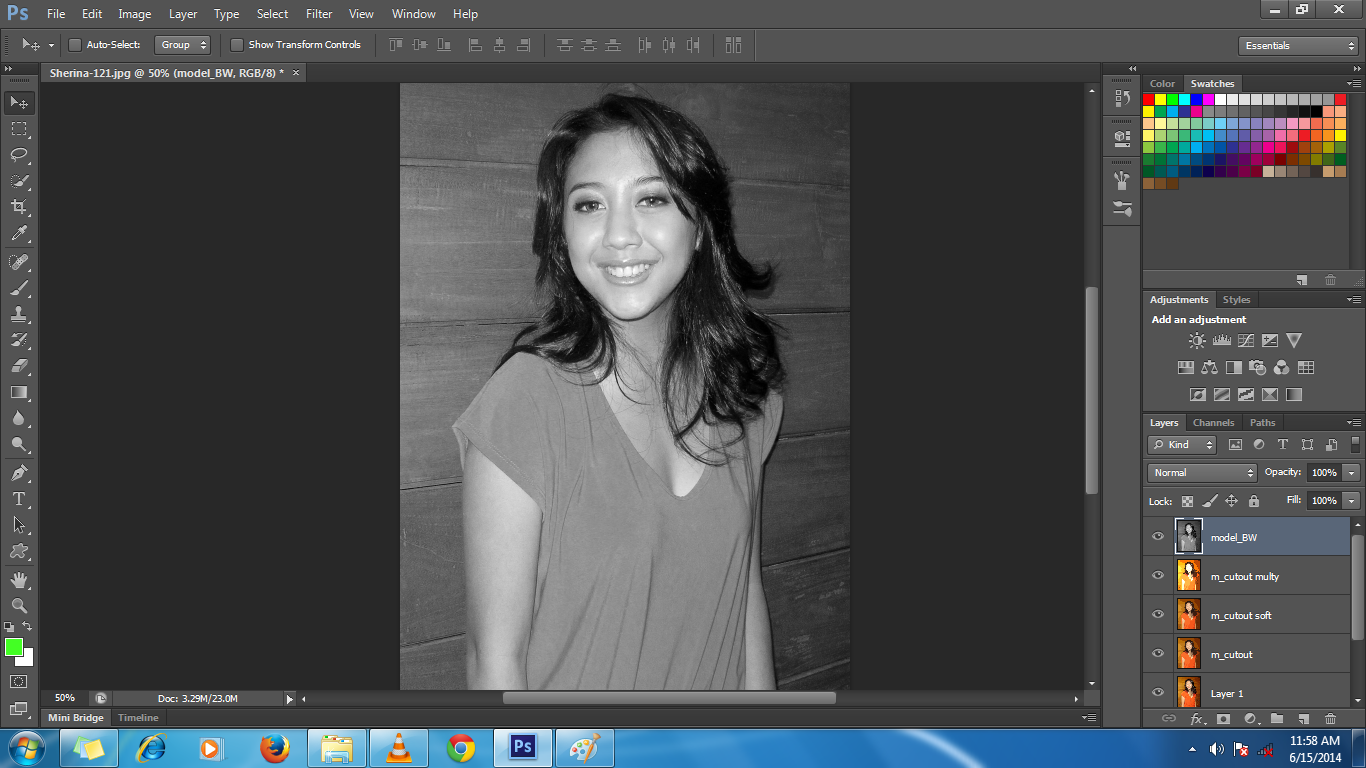 Ps File Edit Image Layer Type Select Filter View Window Help
Auto-Select: Group Show Transform Controls Essentials
Sherina-121.jpg @ 50% (model_BW, RGB/8) * ×
Color Swatches
Adjustments Styles
Add an adjustment
Layers Channels Paths
Kind T
Normal Opacity: 100%
Lock: Fill: 100%
model_BW
m_cutout multy
m_cutout soft
m_cutout
Layer 1
T
50% Doc: 3.29M/23.0M
fx
Mini Bridge Timeline
Ps
11:58 AM
6/15/2014